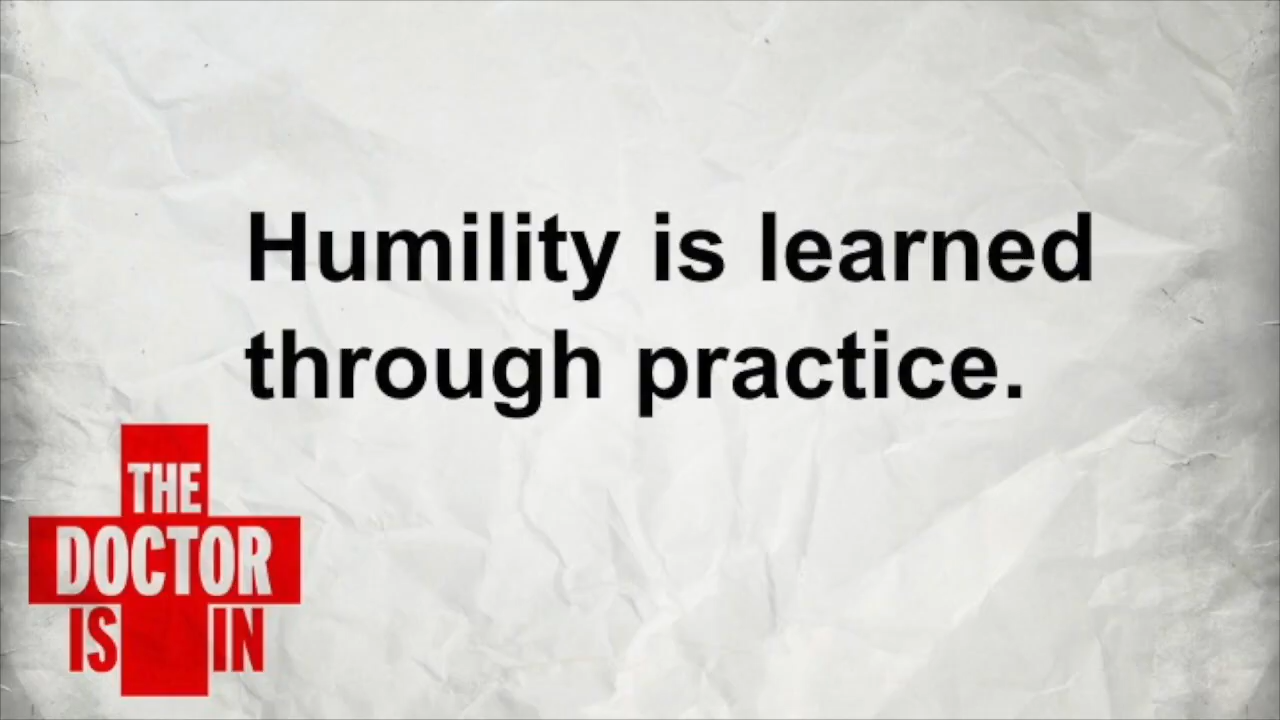 Humility is learned
through practice.
THE
DOCTOR
IS IN